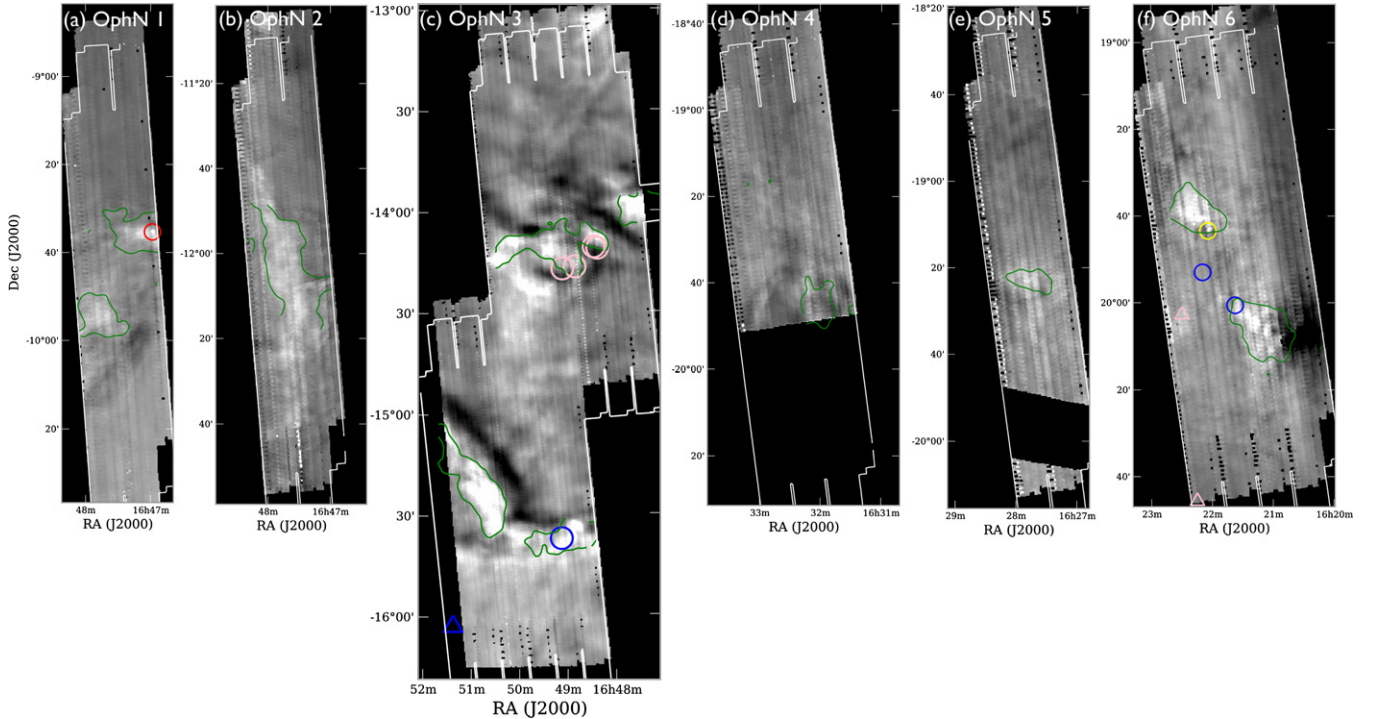 (a) OphN 1
-9°00'
20'
40'
-10°00'
20'
48m
16h47m
RA (J2000)
Dec (J2000)
(b) OphN 2
-11°20'
40'
-12°00'
20'
40'
48m
16h47m
RA (J2000)
(c) OphN 3
-13°00'
30'
-14°00'
30'
-15°00'
30'
-16°00'
52m
51m
50m
49m
16h48m
RA (J2000)
(d) OphN 4
-18°40'
-19°00'
20'
40'
-20°00'
20'
33m
32m
16h31m
RA (J2000)
(e) OphN 5
-18°20'
40'
-19°00'
20'
40'
-20°00'
29m
28m
16h27m
RA (J2000)
(f) OphN 6
19°00'
20'
40'
20°00'
20'
40'
23m
22m
21m
16h20m
RA (J2000)